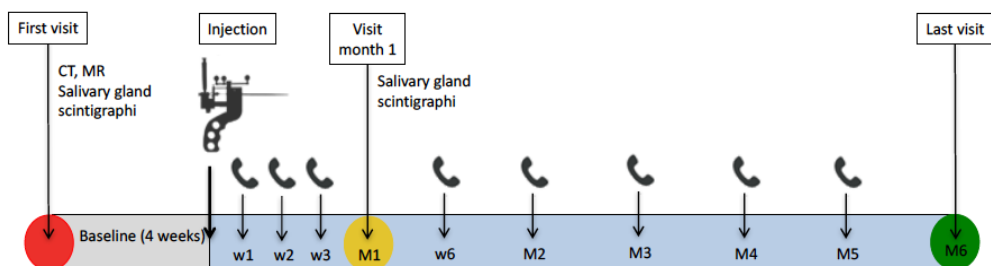 First visit
Injection
Visit
month 1
Last visit
CT, MR
Salivary gland
scintigraphi
Salivary gland
scintigraphi
Baseline (4 weeks)
w1
w2
w3
M1
w6
M2
M3
M4
M5
M6